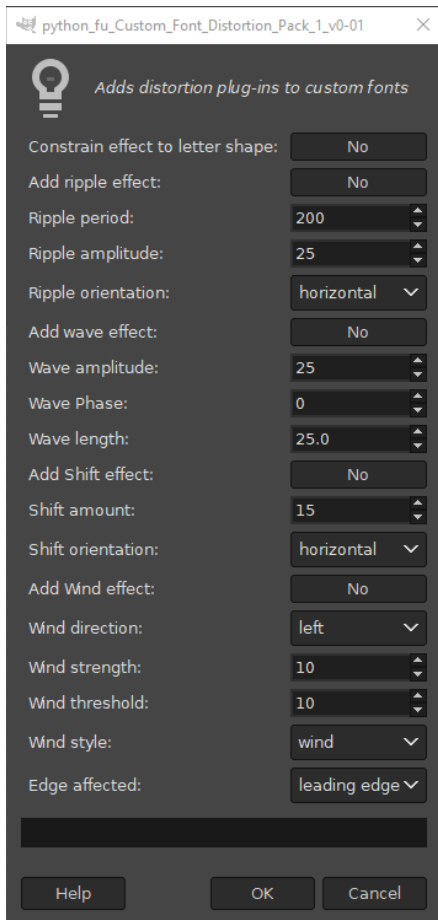 python_fu_Custom_Font_Distortion_Pack_1_v0-01
Adds distortion plug-ins to custom fonts
Constrain effect to letter shape: No
Add ripple effect: No
Ripple period: 200
Ripple amplitude: 25
Ripple orientation: horizontal
Add wave effect: No
Wave amplitude: 25
Wave Phase: 0
Wave length: 25.0
Add Shift effect: No
Shift amount: 15
Shift orientation: horizontal
Add Wind effect: No
Wind direction: left
Wind strength: 10
Wind threshold: 10
Wind style: wind
Edge affected: leading edge
Help OK Cancel